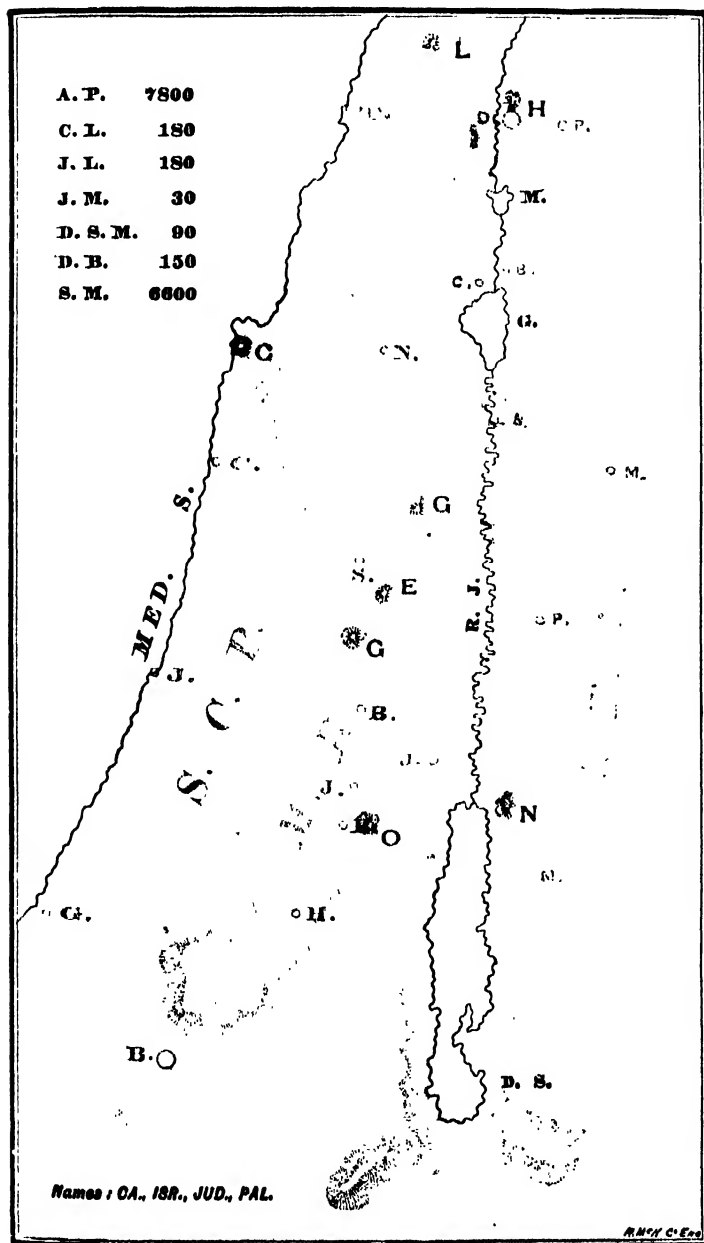 L
A. P. 7800
C. L. 180
J. L. 180
J. M. 30
D. S. M. 90
D. B. 150
S. M. 6600
H
D.
P.
M.
B.
C.
G.
C
N.
C.
M.
S.
MED.
G
E
R. J.
P.
G
J.
S. C. P.
B.
J.
J.
N
O
M.
G.
H.
B.
D. S.
Names : CA., ISR., JUD., PAL.